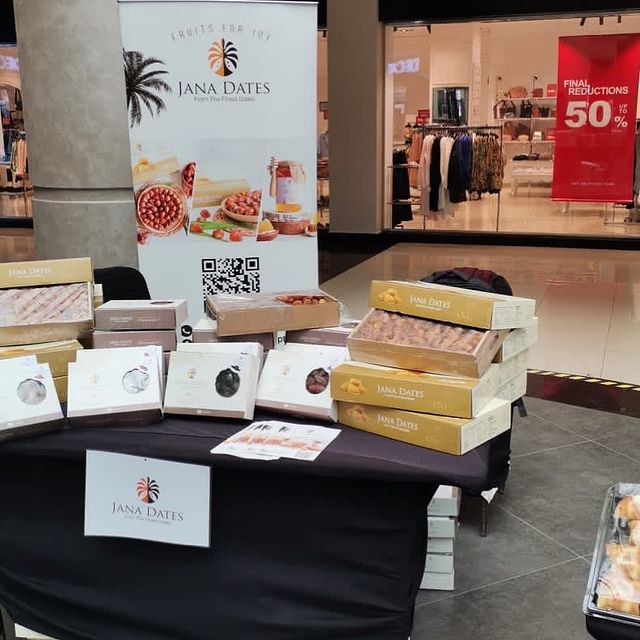 FRUITS FOR JOY
JANA DATES
From The Finest Dates
FINAL
REDUCTIONS
UP
TO
50%
JANA DATES
JANA DATES
JANA DATES
JANA DATES
JANA DATES
From The Finest Dates